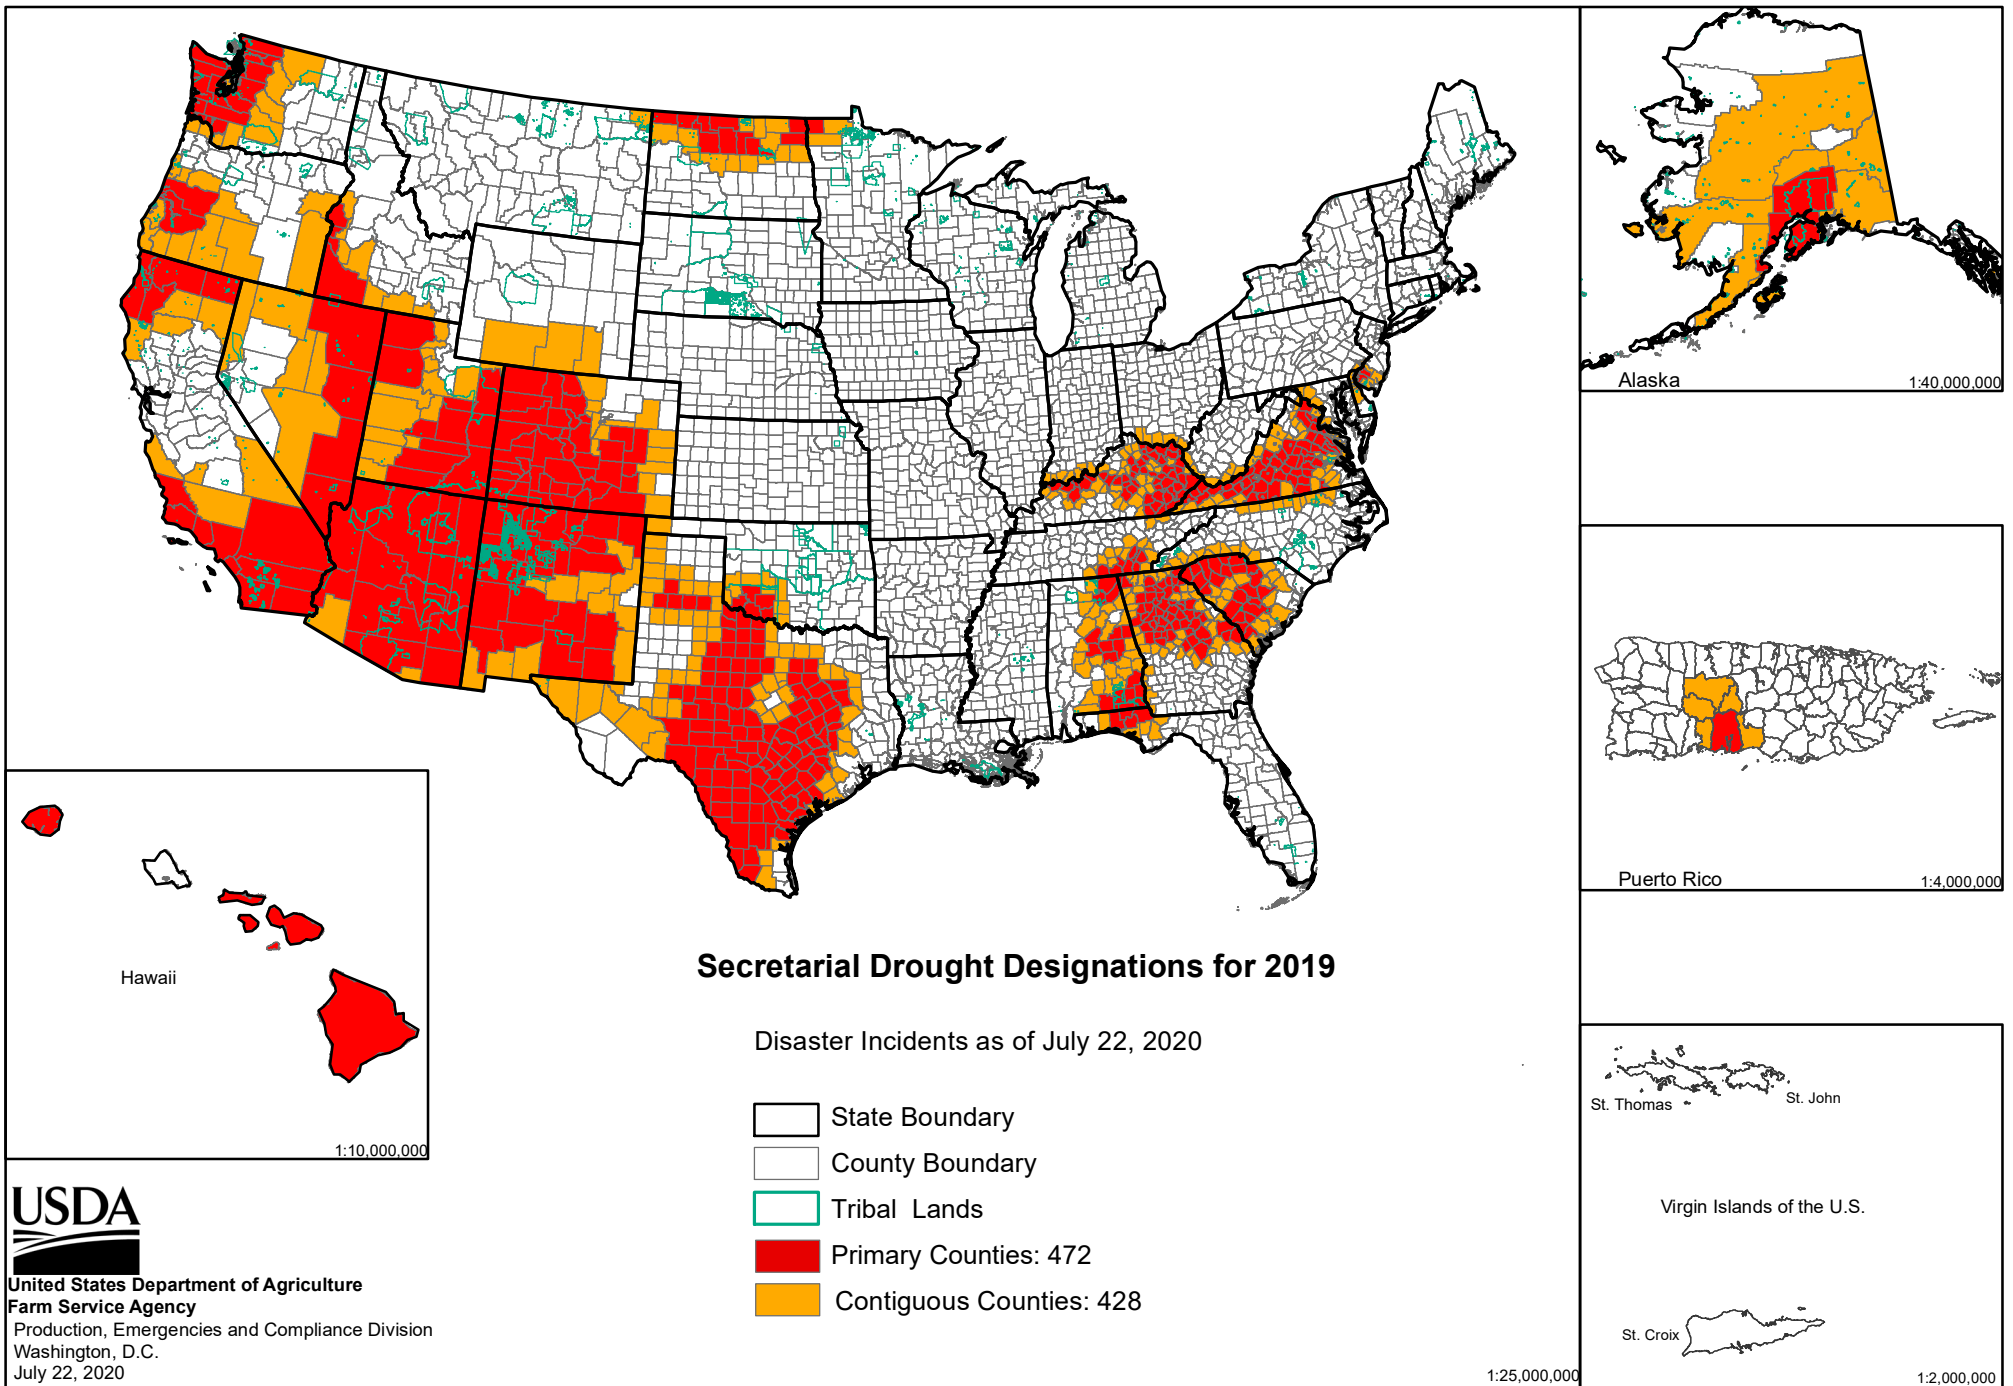 Alaska
1:40,000,000
Puerto Rico
1:4,000,000
Hawaii
1:10,000,000
Secretarial Drought Designations for 2019
Disaster Incidents as of July 22, 2020
State Boundary
County Boundary
Tribal  Lands
Primary Counties: 472
Contiguous Counties: 428
St. Thomas
St. John
Virgin Islands of the U.S.
St. Croix
1:2,000,000
1:25,000,000
USDA
United States Department of Agriculture
Farm Service Agency
Production, Emergencies and Compliance Division
Washington, D.C.
July 22, 2020